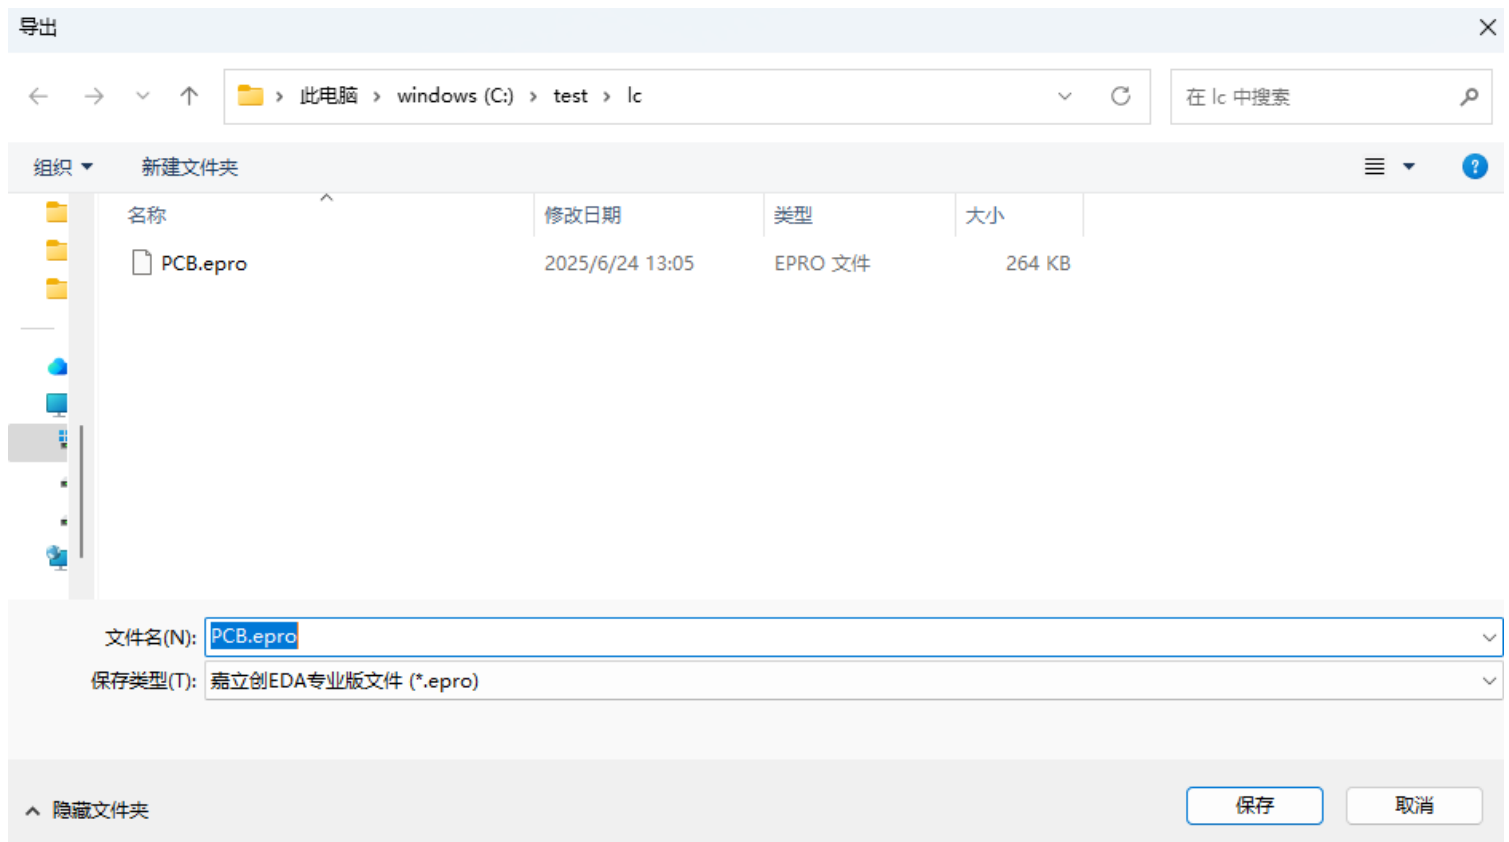 导出
此电脑 > windows (C:) > test > lc
在 lc 中搜索
组织 新建文件夹
名称 修改日期 类型 大小
PCB.epro 2025/6/24 13:05 EPRO 文件 264 KB
文件名(N): PCB.epro
保存类型(T): 嘉立创EDA专业版文件 (*.epro)
隐藏文件夹 保存 取消